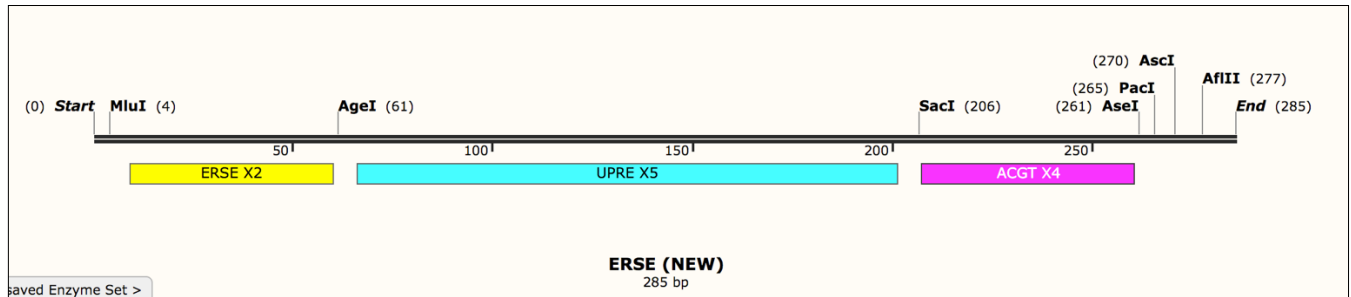 (270) AscI
(265) PacI AflII (277)
(0) Start MluI (4) AgeI (61) SacI (206) (261) AseI End (285)
50 100 150 200 250
ERSE X2 UPRE X5 ACGT X4
ERSE (NEW)
285 bp
saved Enzyme Set >